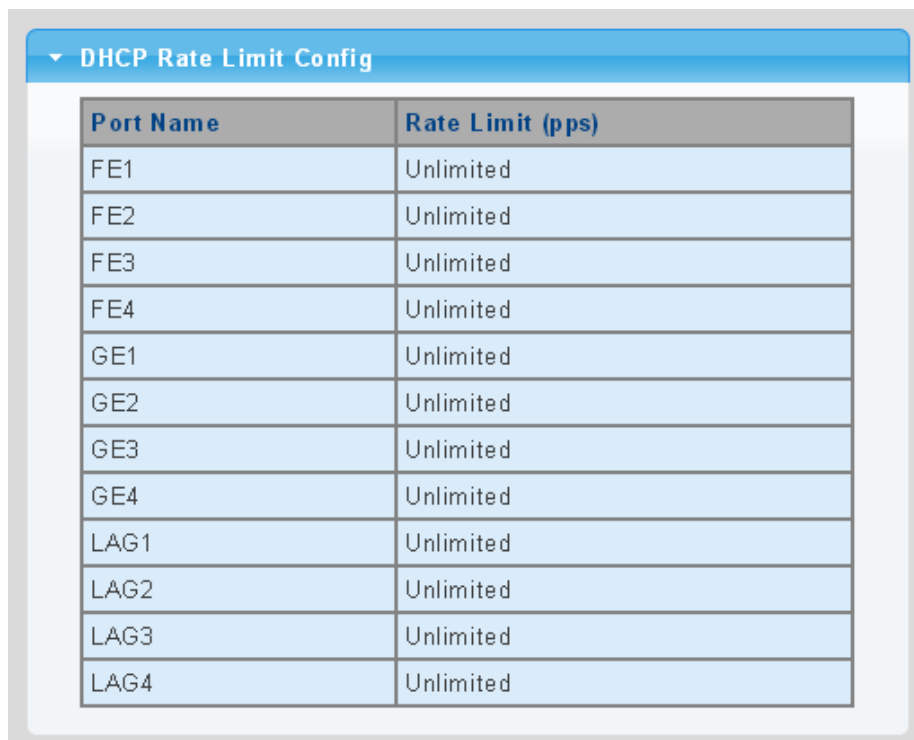 DHCP Rate Limit Config
Port Name Rate Limit (pps)
FE1 Unlimited
FE2 Unlimited
FE3 Unlimited
FE4 Unlimited
GE1 Unlimited
GE2 Unlimited
GE3 Unlimited
GE4 Unlimited
LAG1 Unlimited
LAG2 Unlimited
LAG3 Unlimited
LAG4 Unlimited